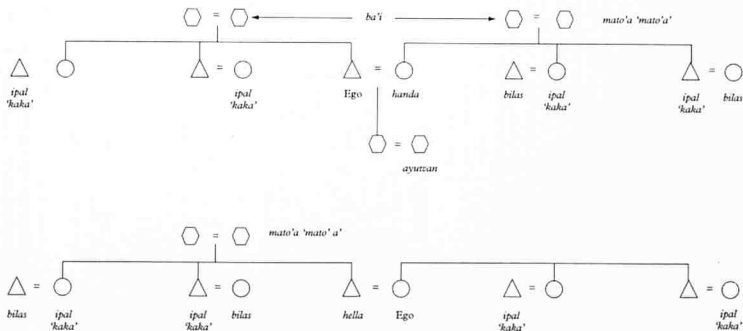 ba'i
mato'a 'mato'a'
ipal
'kaka'
ipal
'kaka'
Ego
handa
bilas
ipal
'kaka'
ipal
'kaka'
bilas
ayuwan
mato'a 'mato' a'
bilas
ipal
'kaka'
ipal
'kaka'
bilas
hella
Ego
ipal
'kaka'
ipal
'kaka'